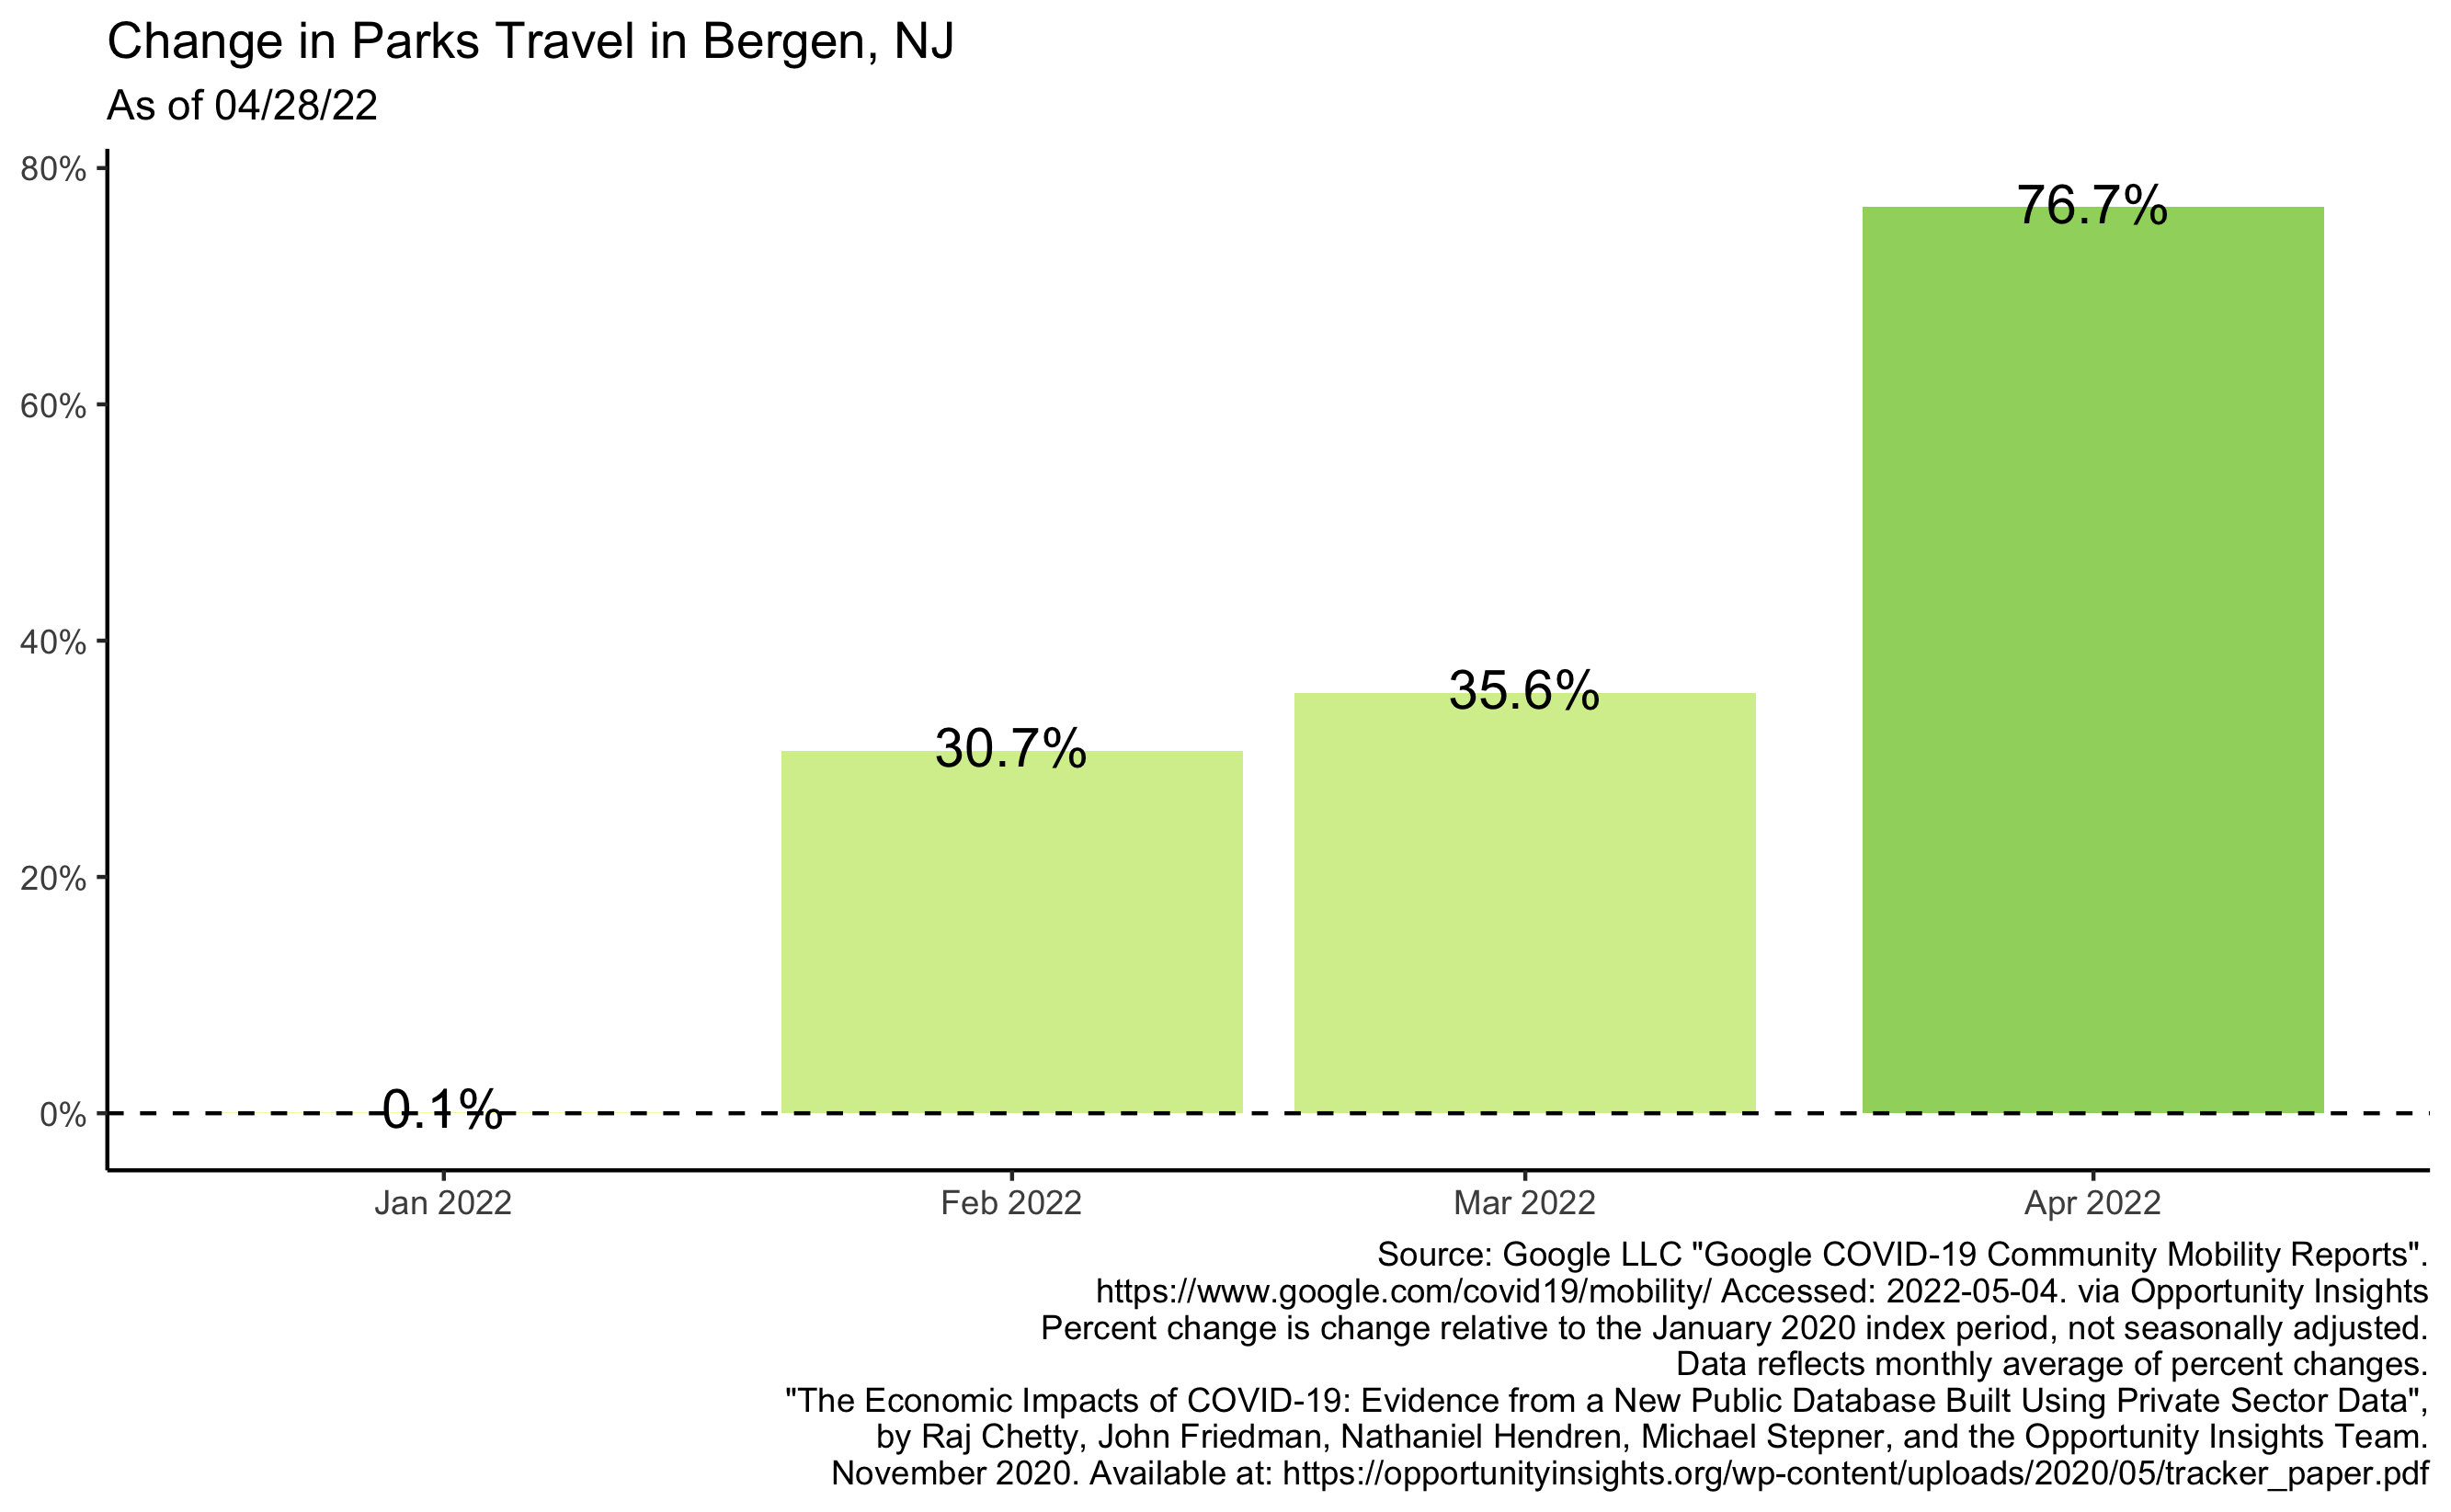 Change in Parks Travel in Bergen, NJ
As of 04/28/22
80%
60%
40%
20%
0%
0.1%
30.7%
35.6%
76.7%
Jan 2022
Feb 2022
Mar 2022
Apr 2022
Source: Google LLC "Google COVID-19 Community Mobility Reports".
https://www.google.com/covid19/mobility/ Accessed: 2022-05-04. via Opportunity Insights
Percent change is change relative to the January 2020 index period, not seasonally adjusted.
Data reflects monthly average of percent changes.
"The Economic Impacts of COVID-19: Evidence from a New Public Database Built Using Private Sector Data",
by Raj Chetty, John Friedman, Nathaniel Hendren, Michael Stepner, and the Opportunity Insights Team.
November 2020. Available at: https://opportunityinsights.org/wp-content/uploads/2020/05/tracker_paper.pdf